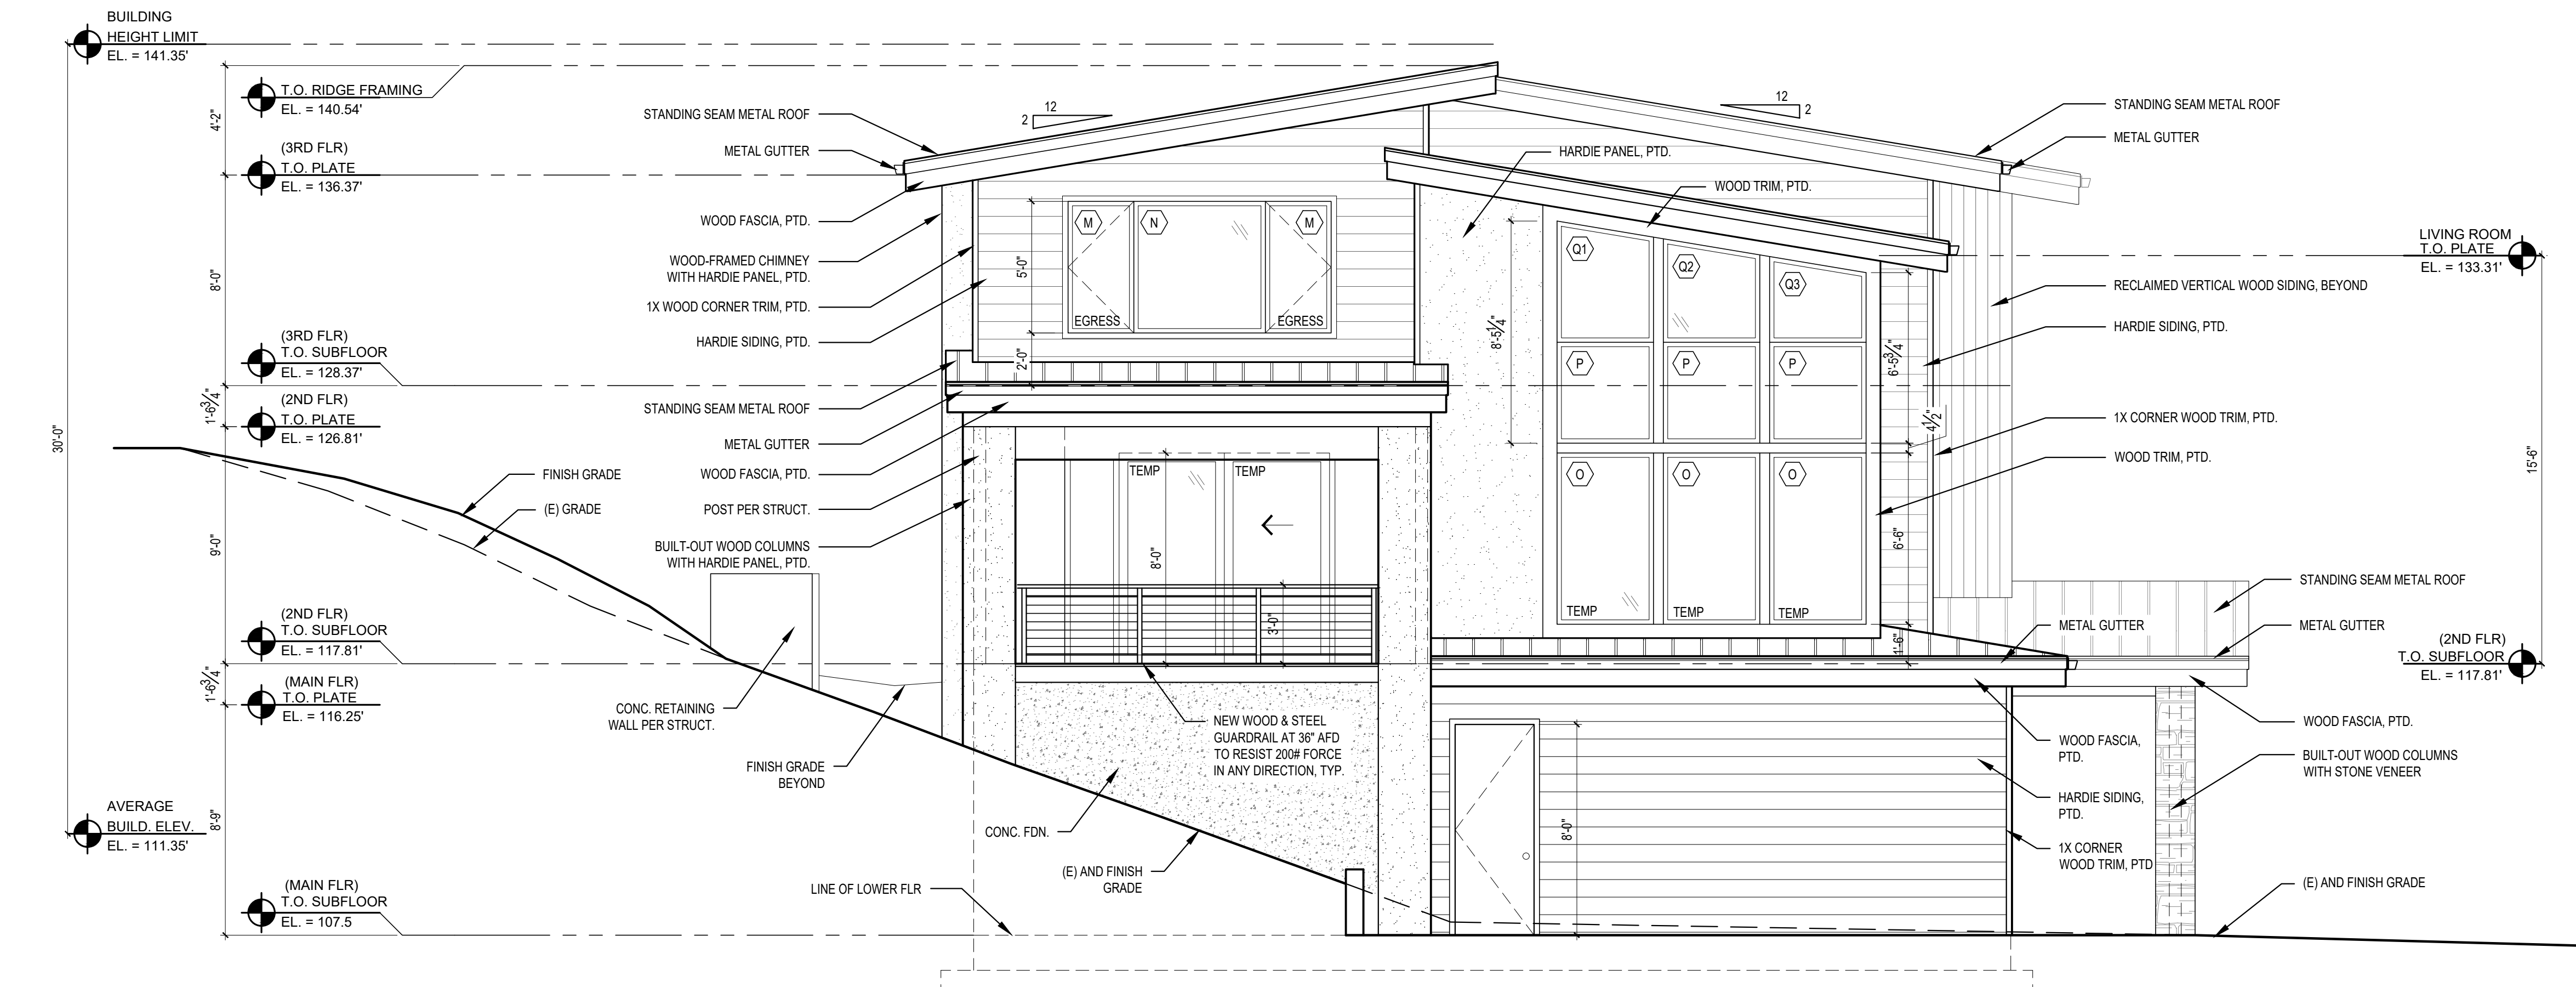 BUILDING
HEIGHT LIMIT
EL. = 141.35'
T.O. RIDGE FRAMING
EL. = 140.54'
(3RD FLR)
T.O. PLATE
EL. = 136.37'
(3RD FLR)
T.O. SUBFLOOR
EL. = 128.37'
(2ND FLR)
T.O. PLATE
EL. = 126.81'
(2ND FLR)
T.O. SUBFLOOR
EL. = 117.81'
(MAIN FLR)
T.O. PLATE
EL. = 116.25'
AVERAGE
BUILD. ELEV.
EL. = 111.35'
(MAIN FLR)
T.O. SUBFLOOR
EL. = 107.5
30'-0"
4'-2"
8'-0"
1'-6 3/4"
9'-0"
1'-6 3/4"
8'-9"
FINISH GRADE
(E) GRADE
STANDING SEAM METAL ROOF
METAL GUTTER
WOOD FASCIA, PTD.
WOOD-FRAMED CHIMNEY
WITH HARDIE PANEL, PTD.
1X WOOD CORNER TRIM, PTD.
HARDIE SIDING, PTD.
STANDING SEAM METAL ROOF
METAL GUTTER
WOOD FASCIA, PTD.
POST PER STRUCT.
BUILT-OUT WOOD COLUMNS
WITH HARDIE PANEL, PTD.
CONC. RETAINING
WALL PER STRUCT.
FINISH GRADE
BEYOND
CONC. FDN.
(E) AND FINISH
GRADE
LINE OF LOWER FLR
12
2
12
2
M
N
M
5'-0"
EGRESS
EGRESS
2'-0"
TEMP
TEMP
8'-0"
3'-0"
NEW WOOD & STEEL
GUARDRAIL AT 36" AFD
TO RESIST 200# FORCE
IN ANY DIRECTION, TYP.
HARDIE PANEL, PTD.
WOOD TRIM, PTD.
Q1
Q2
Q3
8'-5 1/4"
P
P
P
6'-5 3/4"
4 1/2"
O
O
O
6'-6"
TEMP
TEMP
TEMP
1'-6"
8'-0"
STANDING SEAM METAL ROOF
METAL GUTTER
LIVING ROOM
T.O. PLATE
EL. = 133.31'
RECLAIMED VERTICAL WOOD SIDING, BEYOND
HARDIE SIDING, PTD.
1X CORNER WOOD TRIM, PTD.
WOOD TRIM, PTD.
15'-6"
STANDING SEAM METAL ROOF
METAL GUTTER
METAL GUTTER
(2ND FLR)
T.O. SUBFLOOR
EL. = 117.81'
WOOD FASCIA, PTD.
WOOD FASCIA,
PTD.
BUILT-OUT WOOD COLUMNS
WITH STONE VENEER
HARDIE SIDING,
PTD.
1X CORNER
WOOD TRIM, PTD
(E) AND FINISH GRADE